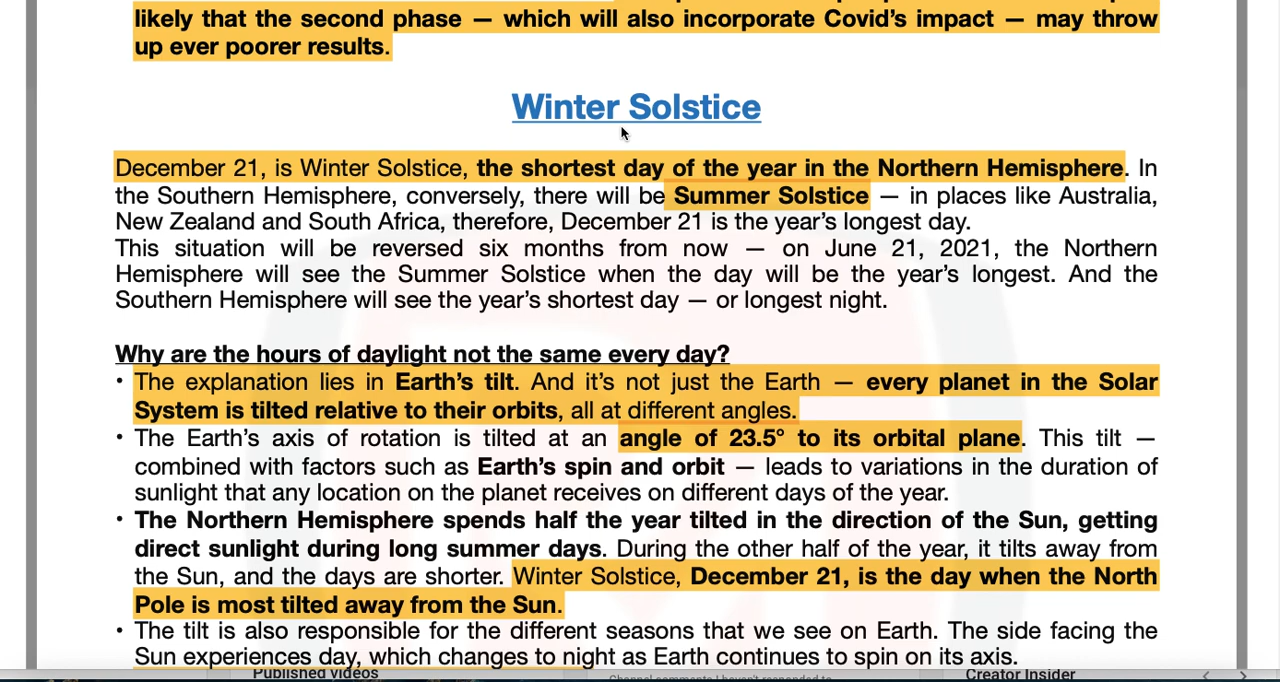 likely that the second phase — which will also incorporate Covid's impact — may throw
up ever poorer results.
Winter Solstice
December 21, is Winter Solstice, the shortest day of the year in the Northern Hemisphere. In
the Southern Hemisphere, conversely, there will be Summer Solstice — in places like Australia,
New Zealand and South Africa, therefore, December 21 is the year's longest day.
This situation will be reversed six months from now — on June 21, 2021, the Northern
Hemisphere will see the Summer Solstice when the day will be the year's longest. And the
Southern Hemisphere will see the year's shortest day — or longest night.
Why are the hours of daylight not the same every day?
• The explanation lies in Earth's tilt. And it's not just the Earth — every planet in the Solar
System is tilted relative to their orbits, all at different angles.
• The Earth's axis of rotation is tilted at an angle of 23.5° to its orbital plane. This tilt —
combined with factors such as Earth's spin and orbit — leads to variations in the duration of
sunlight that any location on the planet receives on different days of the year.
• The Northern Hemisphere spends half the year tilted in the direction of the Sun, getting
direct sunlight during long summer days. During the other half of the year, it tilts away from
the Sun, and the days are shorter. Winter Solstice, December 21, is the day when the North
Pole is most tilted away from the Sun.
• The tilt is also responsible for the different seasons that we see on Earth. The side facing the
Sun experiences day, which changes to night as Earth continues to spin on its axis.
Published videos
Channel comments I haven't responded to
Creator Insider